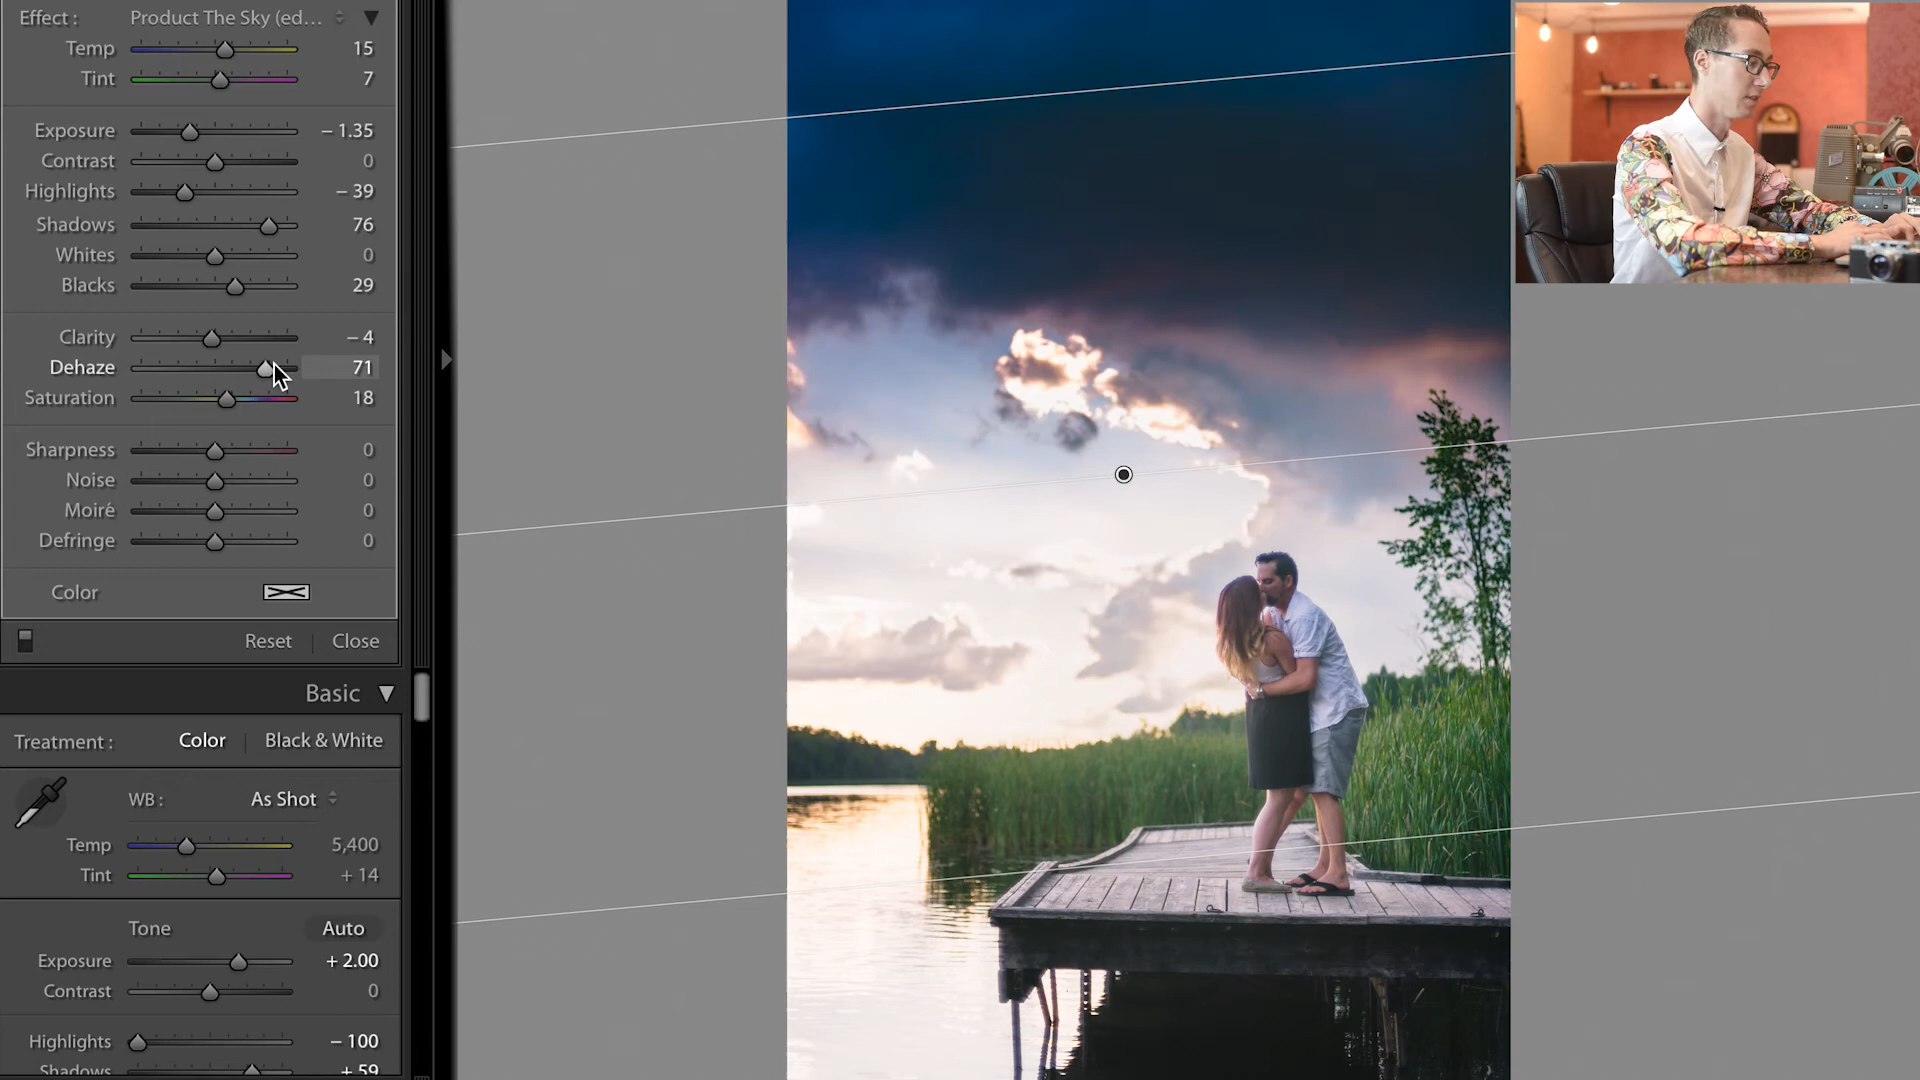 Effect : Product The Sky (ed...
Temp 15
Tint 7
Exposure – 1.35
Contrast 0
Highlights – 39
Shadows 76
Whites 0
Blacks 29
Clarity – 4
Dehaze 71
Saturation 18
Sharpness 0
Noise 0
Moiré 0
Defringe 0
Color
Reset | Close
Basic
Treatment : Color | Black & White
WB : As Shot
Temp 5,400
Tint + 14
Tone Auto
Exposure + 2.00
Contrast 0
Highlights – 100
Shadows + 59